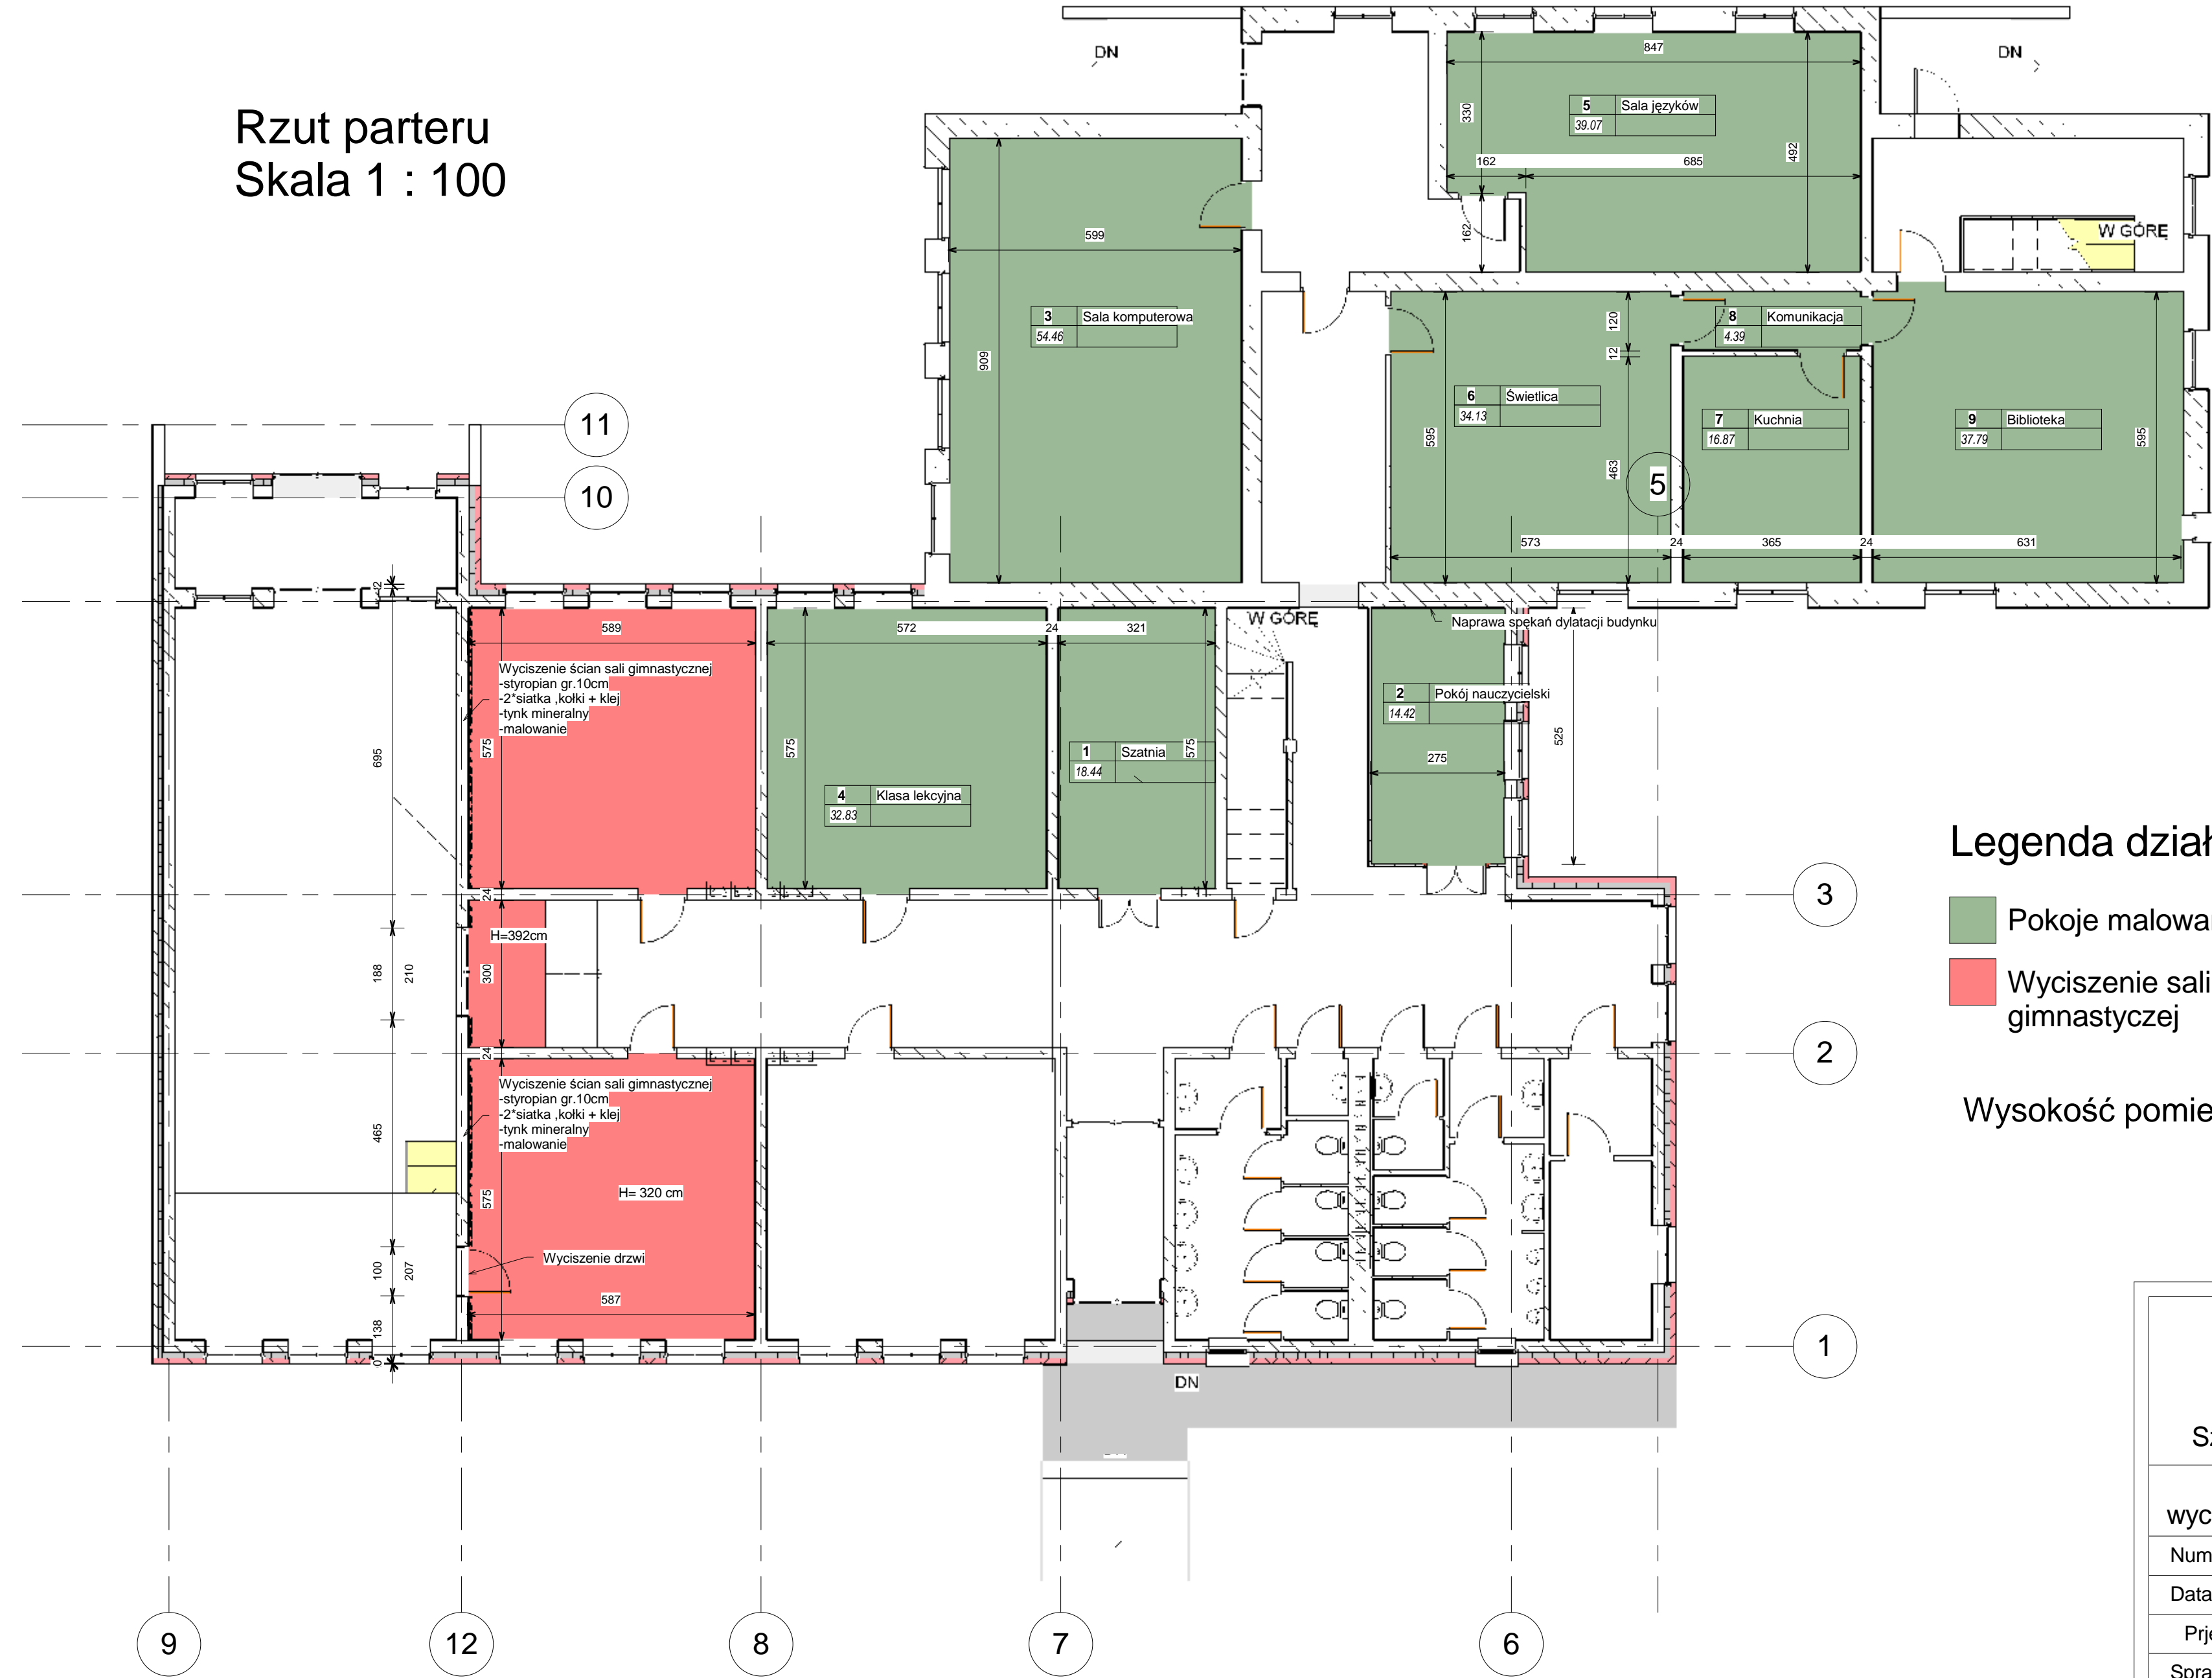 Rzut parteru
Skala 1 : 100
DN
DN
847
330
5 Sala języków
39.07
162
685
492
162
W GÓRĘ
599
909
3 Sala komputerowa
54.46
120
12
8 Komunikacja
4.39
6 Świetlica
34.13
7 Kuchnia
16.87
9 Biblioteka
37.79
595
463
595
5
573
24
365
24
631
11
10
589
572
24
321
W GÓRĘ
Naprawa spękań dylatacji budynku
Wyciszenie ścian sali gimnastycznej
-styropian gr.10cm
-2*siatka ,kołki + klej
-tynk mineralny
-malowanie
695
575
575
575
525
2 Pokój nauczycielski
14.42
275
1 Szatnia
18.44
4 Klasa lekcyjna
32.83
Legenda dział
Pokoje malowa
Wyciszenie sali
gimnastyczej
Wysokość pomie
24
H=392cm
188
210
300
24
3
2
1
Wyciszenie ścian sali gimnastycznej
-styropian gr.10cm
-2*siatka ,kołki + klej
-tynk mineralny
-malowanie
465
575
H= 320 cm
Wyciszenie drzwi
100
207
587
138
0
DN
9
12
8
7
6
Sz
wyc
Num
Data
Prje
Spra